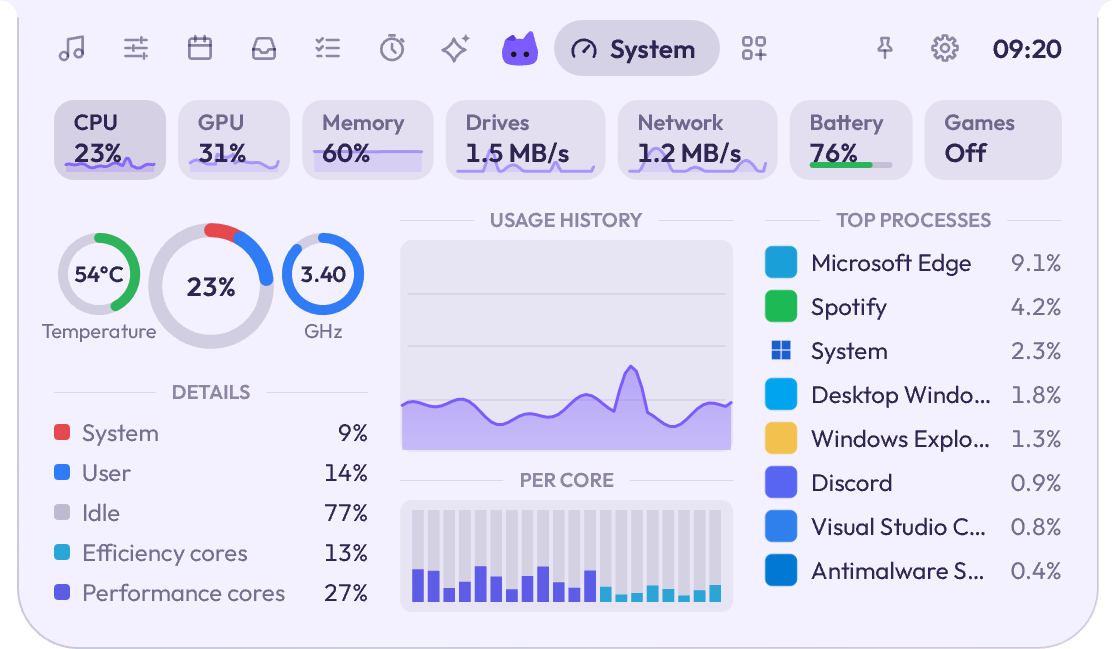 System
09:20
CPU
23%
GPU
31%
Memory
60%
Drives
1.5 MB/s
Network
1.2 MB/s
Battery
76%
Games
Off
54°C
Temperature
23%
3.40
GHz
DETAILS
System 9%
User 14%
Idle 77%
Efficiency cores 13%
Performance cores 27%
USAGE HISTORY
PER CORE
TOP PROCESSES
Microsoft Edge 9.1%
Spotify 4.2%
System 2.3%
Desktop Windo... 1.8%
Windows Explo... 1.3%
Discord 0.9%
Visual Studio C... 0.8%
Antimalware S... 0.4%